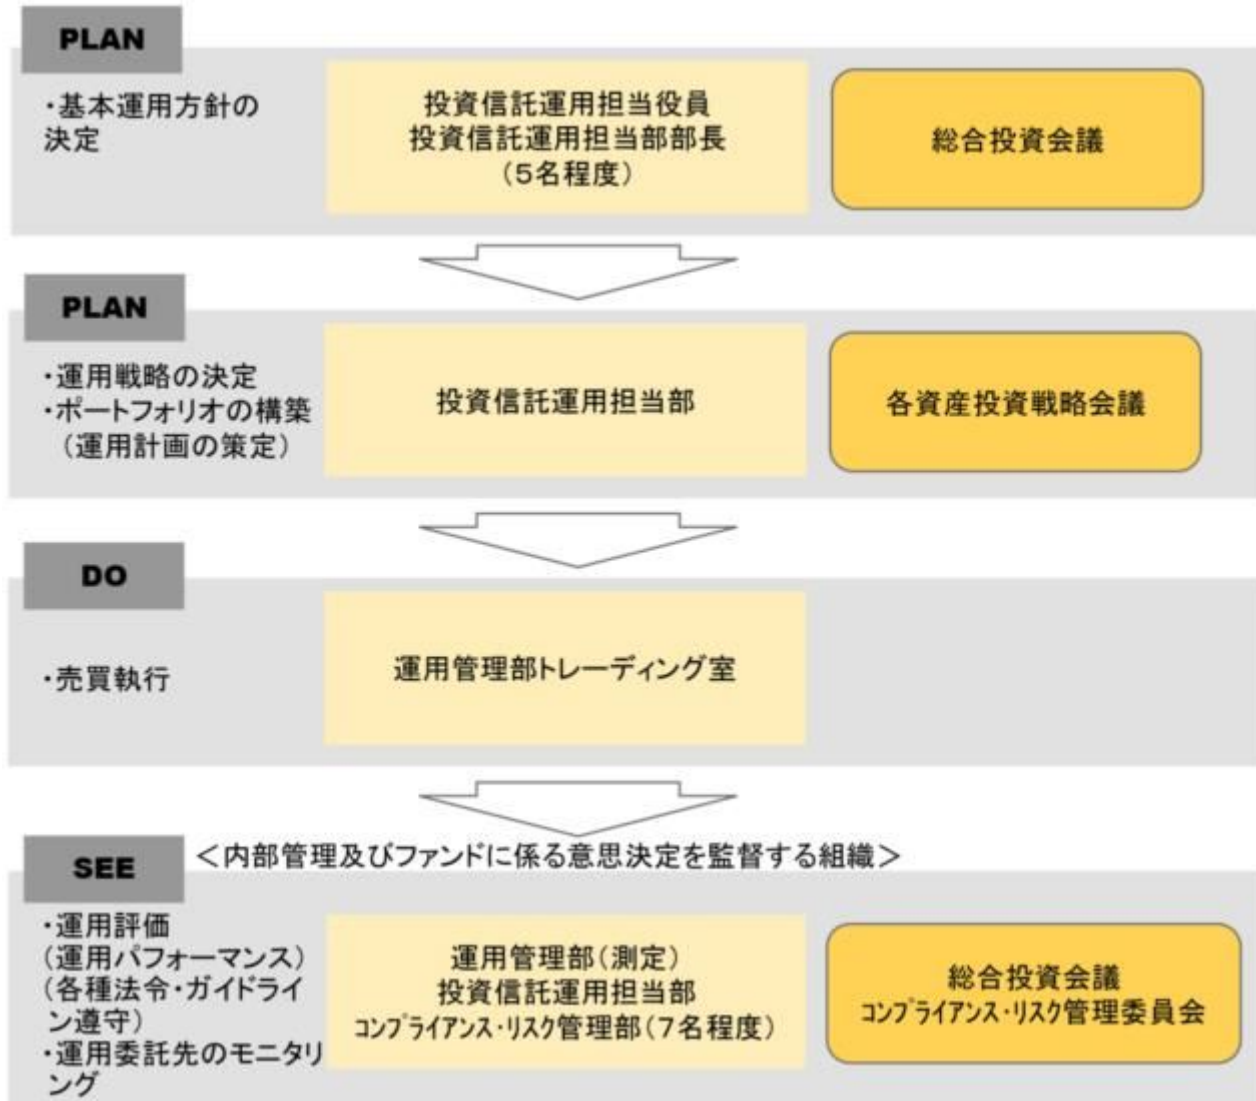 PLAN
・基本運用方針の
決定
投資信託運用担当役員
投資信託運用担当部部長
(5名程度)
総合投資会議
PLAN
・運用戦略の決定
・ポートフォリオの構築
(運用計画の策定)
投資信託運用担当部
各資産投資戦略会議
DO
・売買執行
運用管理部トレーディング室
SEE
<内部管理及びファンドに係る意思決定を監督する組織>
・運用評価
(運用パフォーマンス)
(各種法令・ガイドライ
ン遵守)
・運用委託先のモニタリ
ング
運用管理部(測定)
投資信託運用担当部
コンプライアンス・リスク管理部(7名程度)
総合投資会議
コンプライアンス・リスク管理委員会